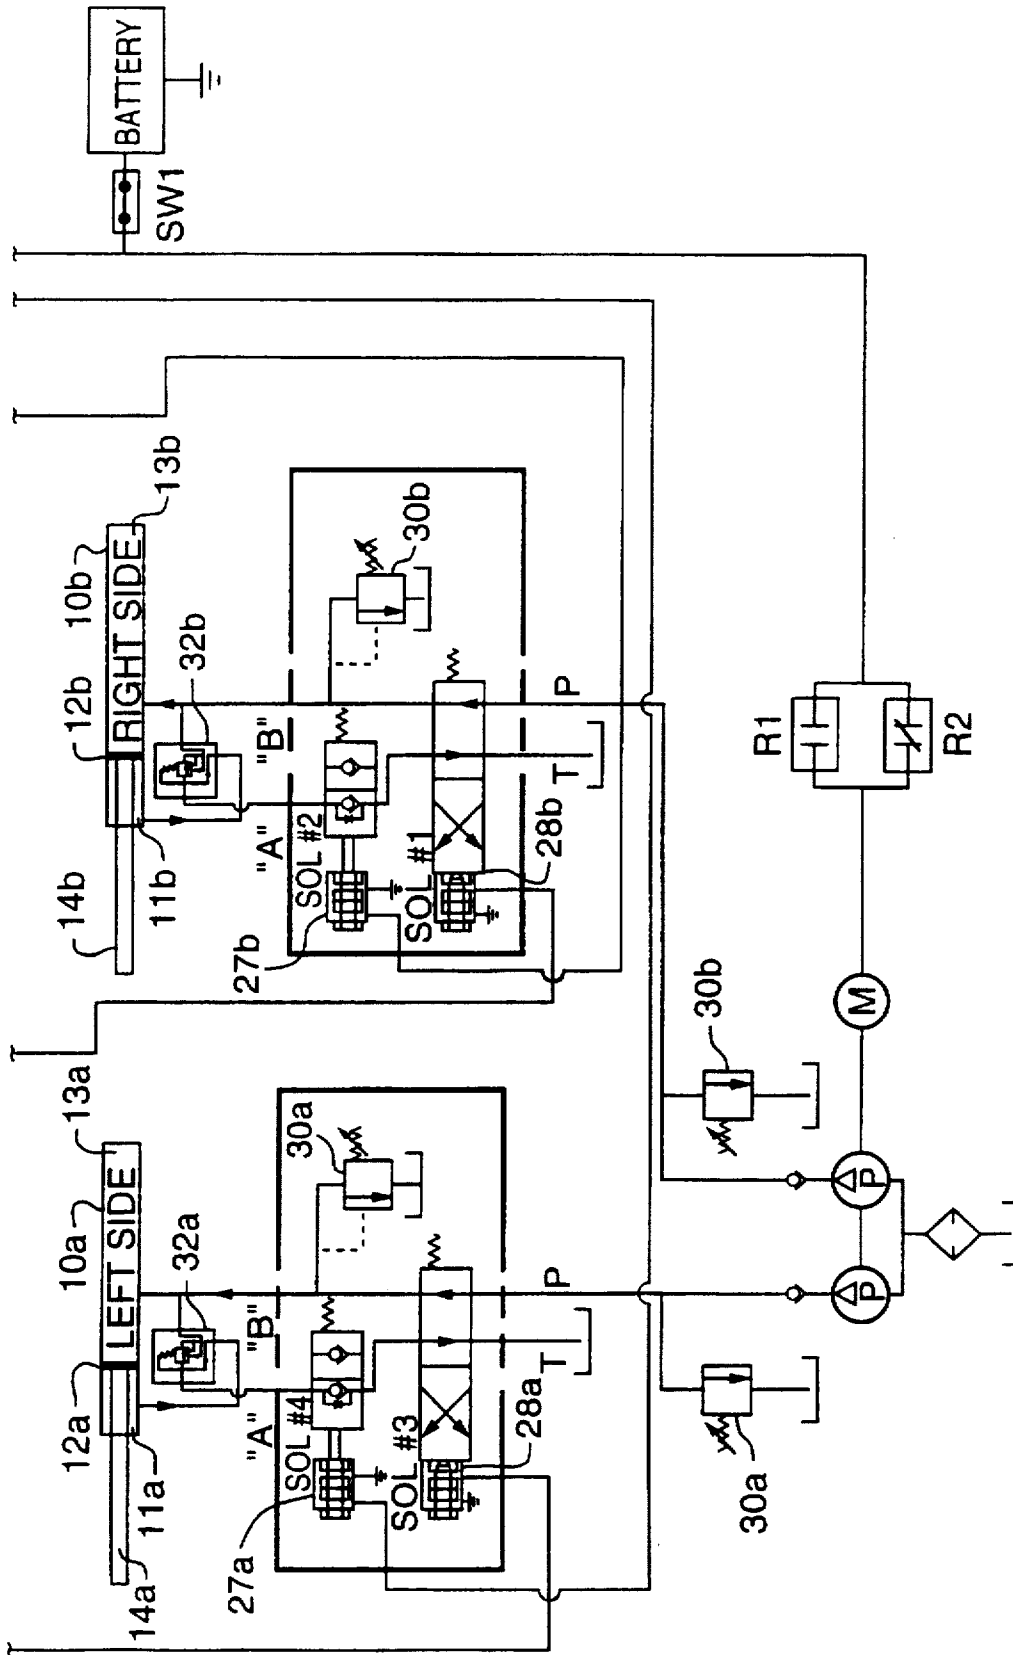 14a
11a
12a
10a
LEFT SIDE
13a
32a
"A"
"B"
27a
SOL #4
30a
SOL #3
28a
T
P
14b
11b
12b
10b
RIGHT SIDE
13b
32b
"A"
"B"
27b
SOL #2
30b
SOL #1
28b
T
P
SW1
BATTERY
30a
30b
P
P
M
R1
R2